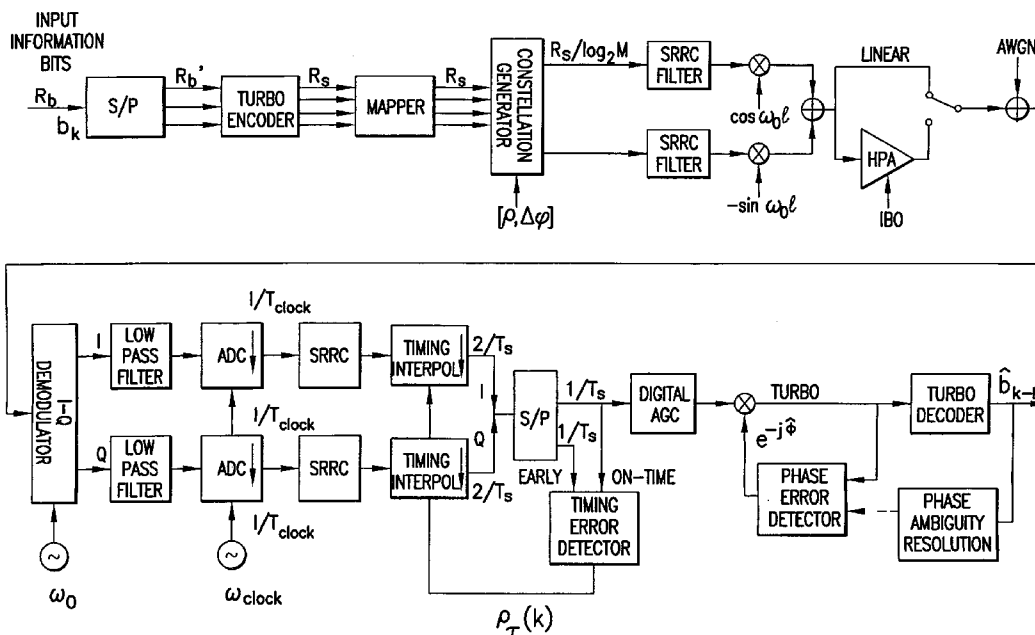 INPUT
INFORMATION
BITS
R_b
b_k
S/P
R_b'
TURBO
ENCODER
R_s
MAPPER
R_s
CONSTELLATION
GENERATOR
[ρ,Δφ]
R_s/log_2 M
SRRC
FILTER
cos ω_0 ℓ
SRRC
FILTER
-sin ω_0 ℓ
LINEAR
HPA
IBO
AWGN
I-Q
DEMODULATOR
ω_0
I
LOW
PASS
FILTER
ADC
1/T_clock
SRRC
TIMING
INTERPOL
2/T_s
I
1/T_clock
Q
LOW
PASS
FILTER
ADC
SRRC
TIMING
INTERPOL
2/T_s
Q
1/T_clock
ω_clock
S/P
1/T_s
1/T_s
EARLY
ON-TIME
TIMING
ERROR
DETECTOR
ρ_τ(k)
DIGITAL
AGC
TURBO
e^-jΦ̂
PHASE
ERROR
DETECTOR
TURBO
DECODER
PHASE
AMBIGUITY
RESOLUTION